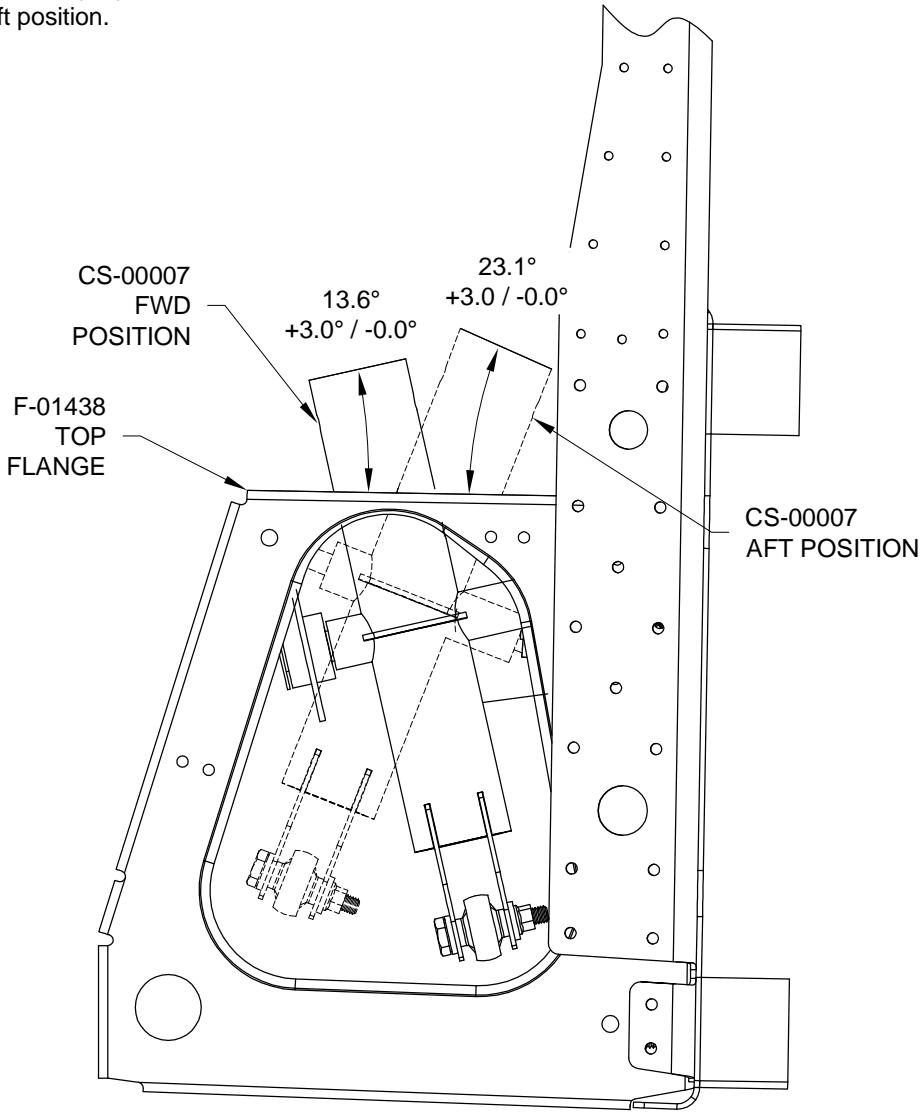 ft position.
CS-00007
FWD
POSITION
13.6°
+3.0° / -0.0°
23.1°
+3.0 / -0.0°
F-01438
TOP
FLANGE
CS-00007
AFT POSITION